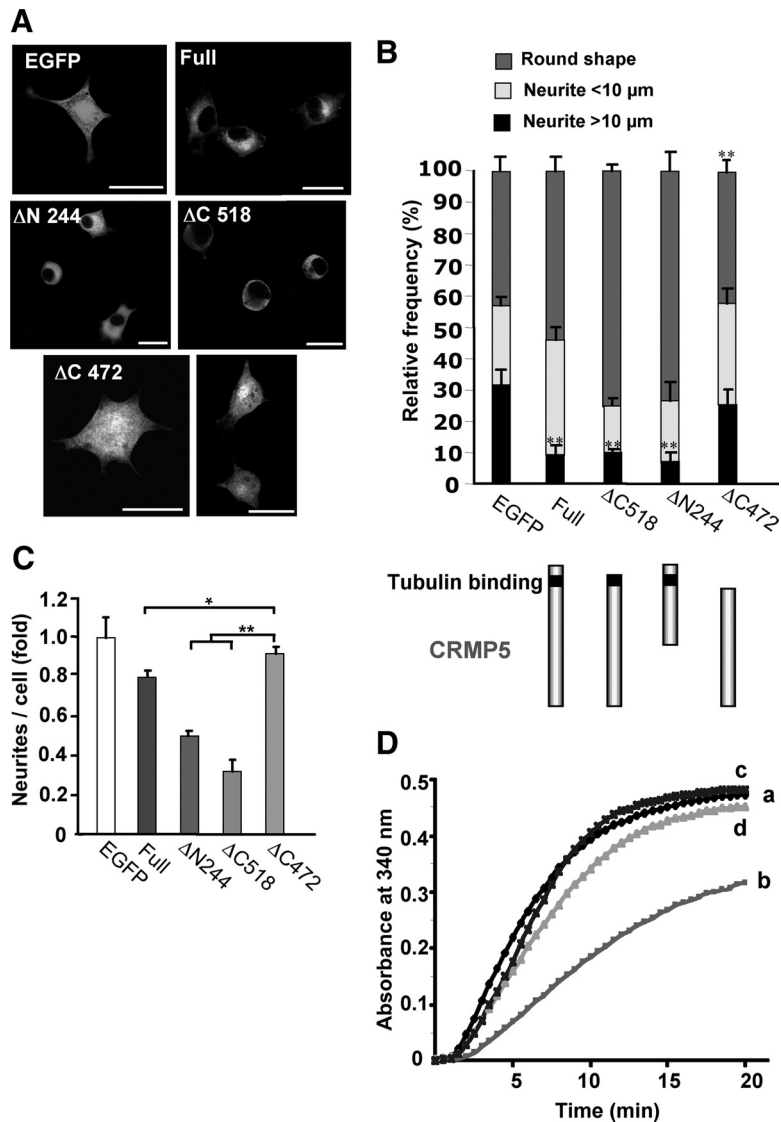 A
EGFP
Full
ΔN 244
ΔC 518
ΔC 472
B
Round shape
Neurite <10 µm
Neurite >10 µm
**
100
90
80
70
60
50
40
30
20
10
0
Relative frequency (%)
** ** **
EGFP
Full
ΔC518
ΔN244
ΔC472
Tubulin binding
CRMP5
C
Neurites / cell (fold)
1.2
1.0
0.8
0.6
0.4
0.2
0
*
**
EGFP
Full
ΔN244
ΔC518
ΔC472
D
Absorbance at 340 nm
0.5
0.4
0.3
0.2
0.1
0
c
a
d
b
5
10
15
20
Time (min)